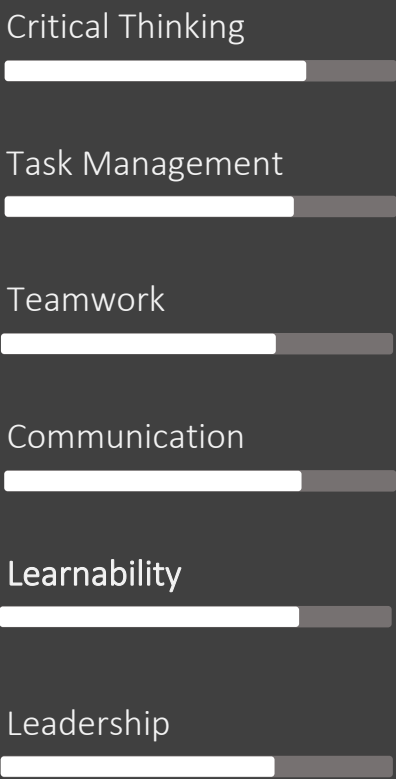 Critical Thinking
Task Management
Teamwork
Communication
Learnability
Leadership